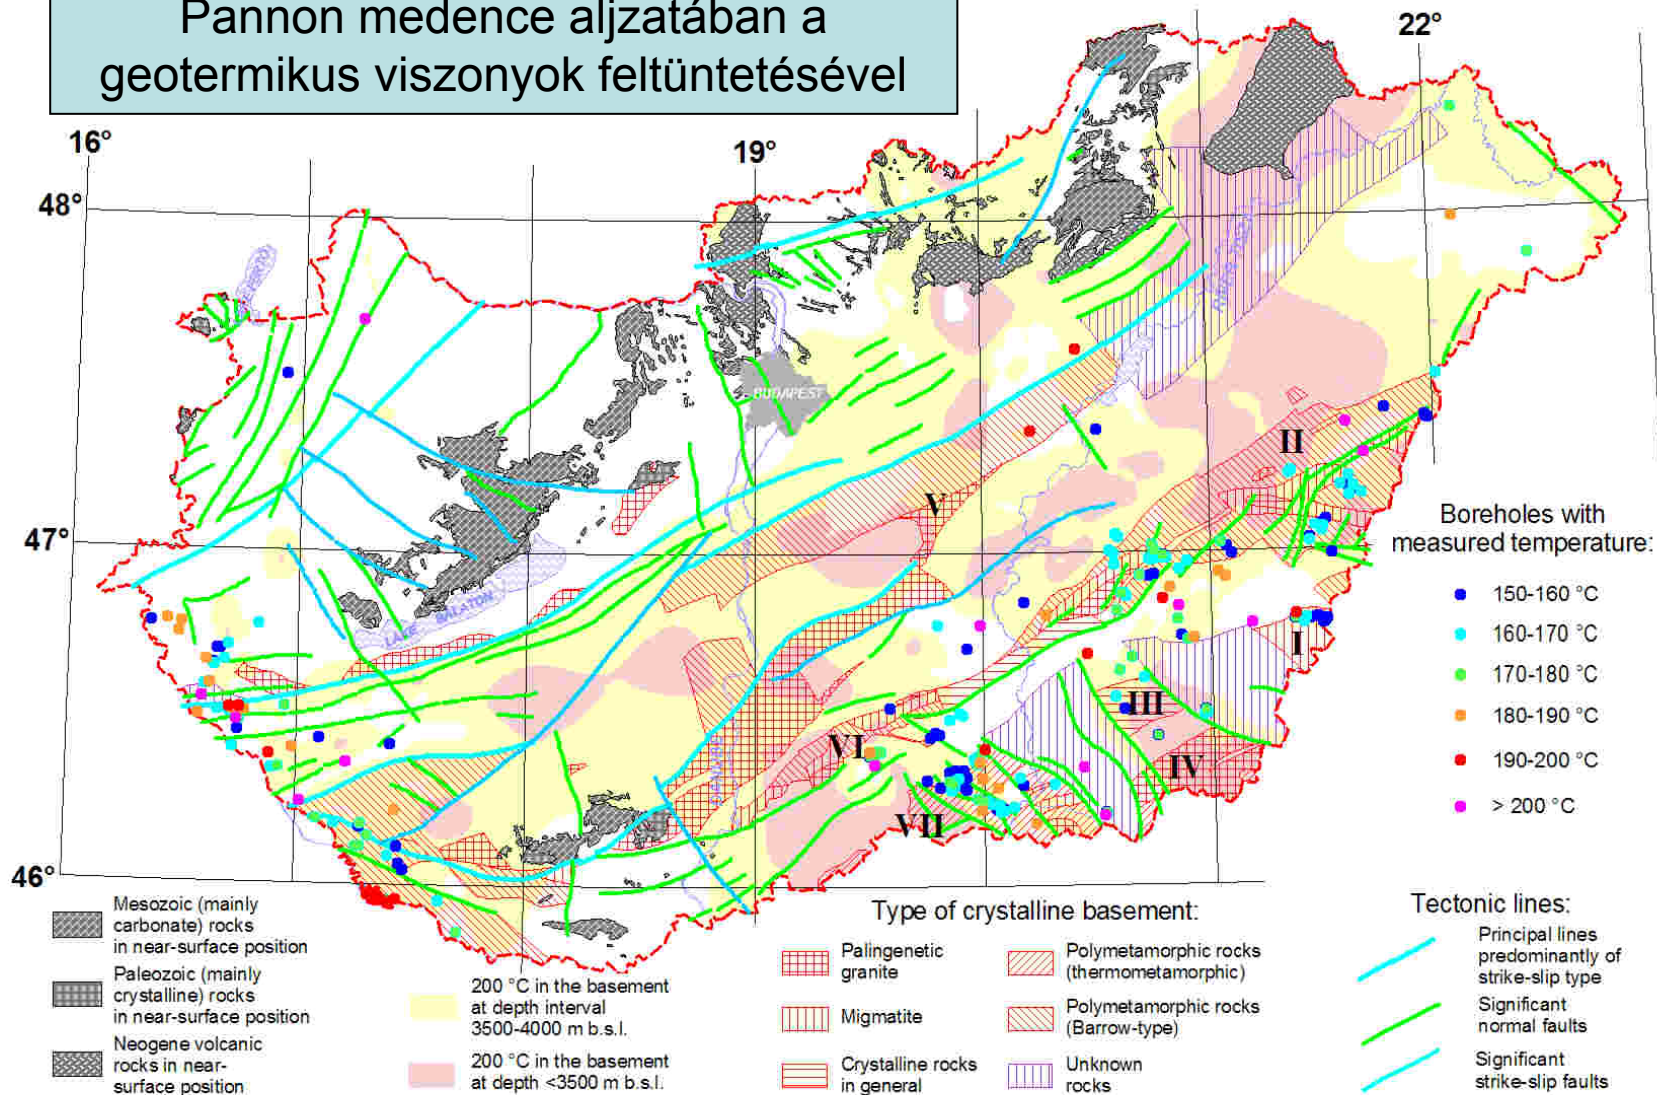 Pannon medence aljzatában a
geotermikus viszonyok feltüntetésével
16°
19°
22°
48°
47°
46°
BUDAPEST
LAKE BALATON
I
II
III
IV
V
VI
VII
Boreholes with
measured temperature:
150-160 °C
160-170 °C
170-180 °C
180-190 °C
190-200 °C
> 200 °C
Mesozoic (mainly
carbonate) rocks
in near-surface position
Paleozoic (mainly
crystalline) rocks
in near-surface position
Neogene volcanic
rocks in near-
surface position
200 °C in the basement
at depth interval
3500-4000 m b.s.l.
200 °C in the basement
at depth <3500 m b.s.l.
Type of crystalline basement:
Palingenetic
granite
Migmatite
Crystalline rocks
in general
Polymetamorphic rocks
(thermometamorphic)
Polymetamorphic rocks
(Barrow-type)
Unknown
rocks
Tectonic lines:
Principal lines
predominantly of
strike-slip type
Significant
normal faults
Significant
strike-slip faults